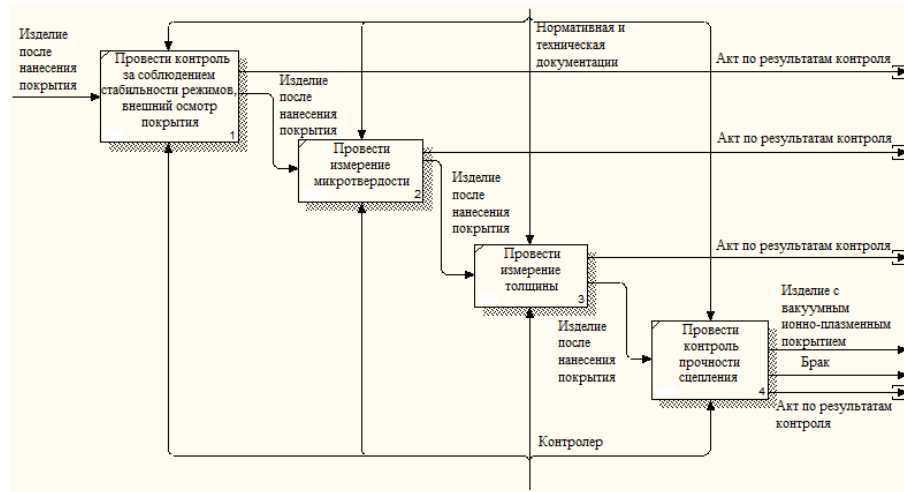 Изделие
после
нанесения
покрытия
Провести контроль
за соблюдением
стабильности режимов,
внешний осмотр
покрытия
1
Нормативная и
техническая
документации
Акт по результатам контроля
Изделие
после
нанесения
покрытия
Провести
измерение
микротвердости
2
Акт по результатам контроля
Изделие
после
нанесения
покрытия
Провести
измерение
толщины
3
Акт по результатам контроля
Изделие
после
нанесения
покрытия
Провести
контроль
прочности
сцепления
4
Изделие с
вакуумным
ионно-плазменным
покрытием
Брак
Акт по результатам
контроля
Контролер